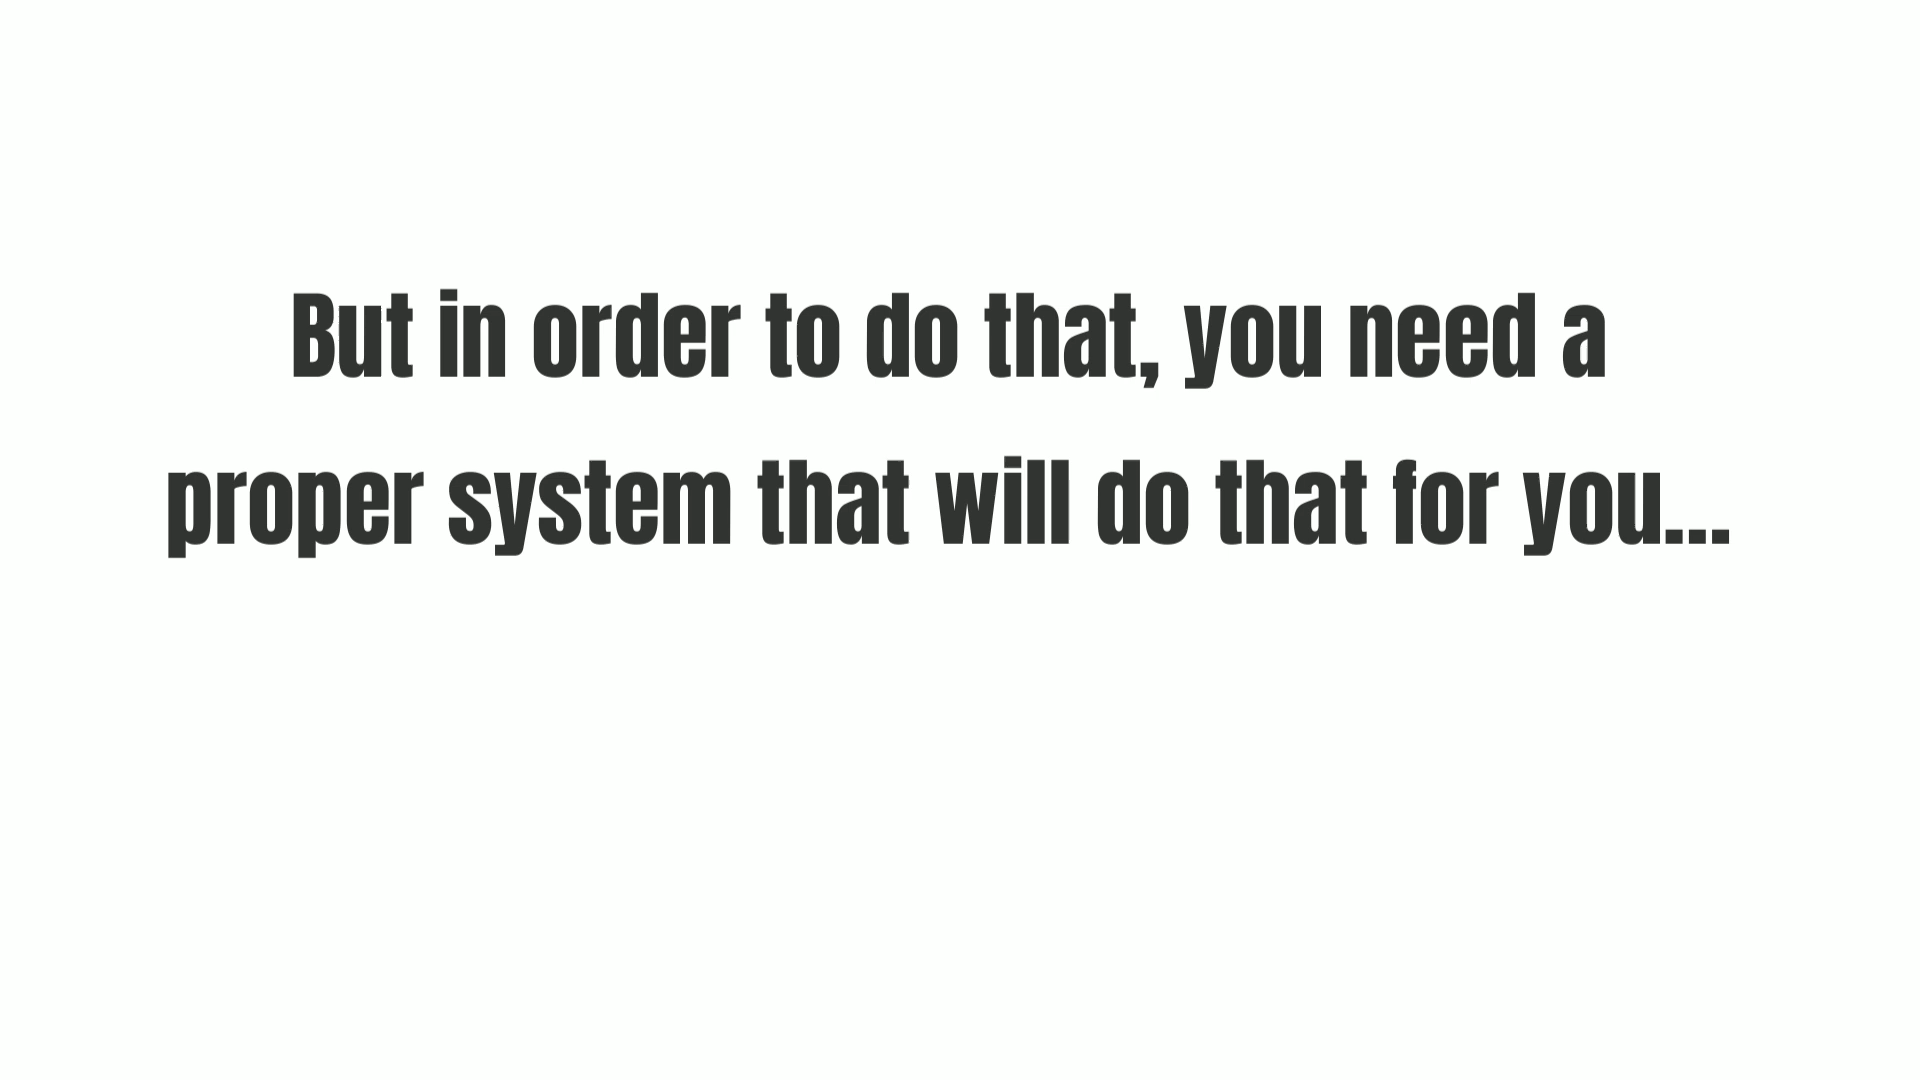 But in order to do that, you need a
proper system that will do that for you...